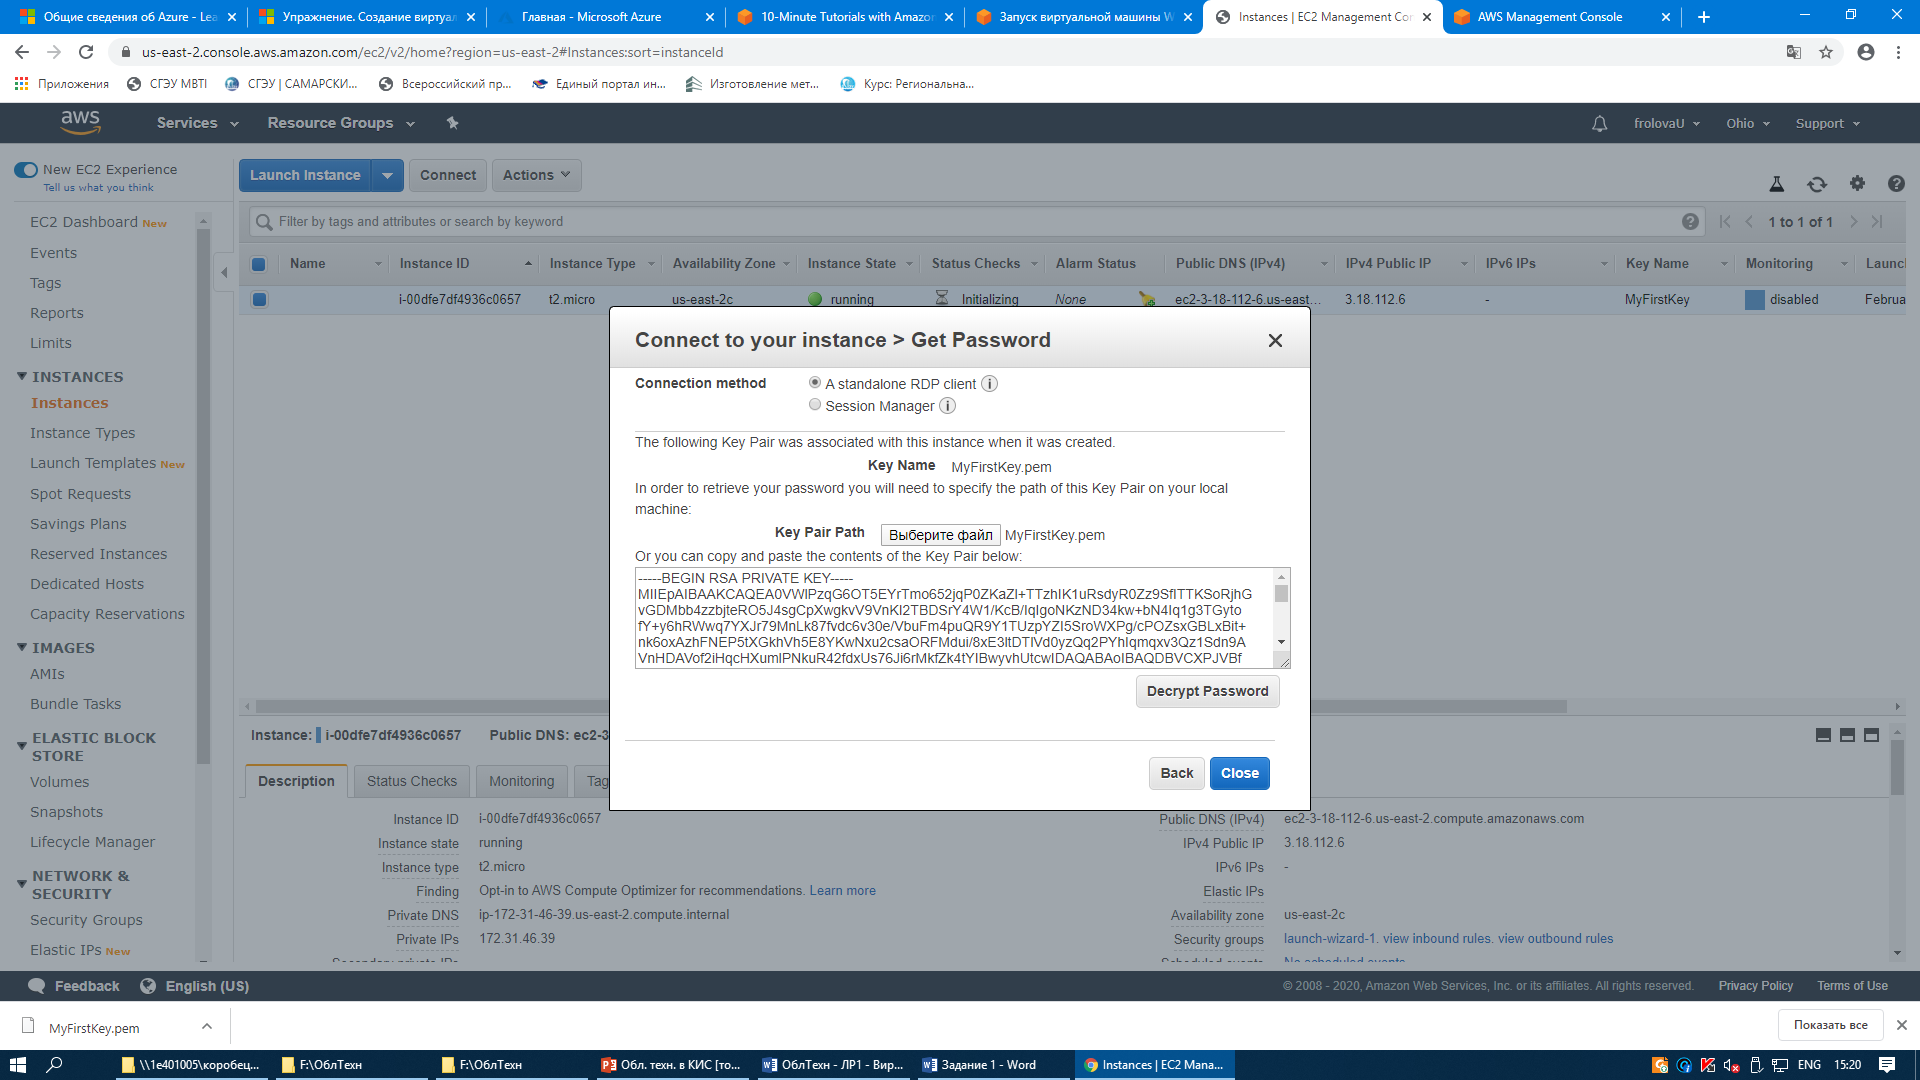 Общие сведения об Azure - Lea
Упражнение. Создание виртуал
Главная - Microsoft Azure
10-Minute Tutorials with Amazon
Запуск виртуальной машины W
Instances | EC2 Management Con
AWS Management Console
us-east-2.console.aws.amazon.com/ec2/v2/home?region=us-east-2#Instances:sort=instanceId
Приложения
СГЭУ МВТІ
СГЭУ | САМАРСКИ...
Всероссийский пр...
Единый портал ин...
Изготовление мет...
Курс: Региональна...
aws
Services
Resource Groups
frolovaU
Ohio
Support
New EC2 Experience
Tell us what you think
Launch Instance
Connect
Actions
EC2 Dashboard New
Events
Tags
Reports
Limits
INSTANCES
Instances
Instance Types
Launch Templates New
Spot Requests
Savings Plans
Reserved Instances
Dedicated Hosts
Capacity Reservations
IMAGES
AMIs
Bundle Tasks
ELASTIC BLOCK
STORE
Volumes
Snapshots
Lifecycle Manager
NETWORK &
SECURITY
Security Groups
Elastic IPs New
Filter by tags and attributes or search by keyword
1 to 1 of 1
Name
Instance ID
Instance Type
Availability Zone
Instance State
Status Checks
Alarm Status
Public DNS (IPv4)
IPv4 Public IP
IPv6 IPs
Key Name
Monitoring
Launc
i-00dfe7df4936c0657
t2.micro
us-east-2c
running
Initializing
None
ec2-3-18-112-6.us-east...
3.18.112.6
-
MyFirstKey
disabled
Februa
Connect to your instance > Get Password
Connection method
A standalone RDP client
Session Manager
The following Key Pair was associated with this instance when it was created.
Key Name MyFirstKey.pem
In order to retrieve your password you will need to specify the path of this Key Pair on your local
machine:
Key Pair Path
Выберите файл MyFirstKey.pem
Or you can copy and paste the contents of the Key Pair below:
-----BEGIN RSA PRIVATE KEY-----
Decrypt Password
Back
Close
Instance: i-00dfe7df4936c0657
Public DNS: ec2-3
Description
Status Checks
Monitoring
Tag
Instance ID i-00dfe7df4936c0657
Instance state running
Instance type t2.micro
Finding Opt-in to AWS Compute Optimizer for recommendations. Learn more
Private DNS ip-172-31-46-39.us-east-2.compute.internal
Private IPs 172.31.46.39
Secondary private IPs
Public DNS (IPv4) ec2-3-18-112-6.us-east-2.compute.amazonaws.com
IPv4 Public IP 3.18.112.6
IPv6 IPs -
Elastic IPs
Availability zone us-east-2c
Security groups launch-wizard-1. view inbound rules. view outbound rules
Scheduled events No scheduled events
Feedback
English (US)
© 2008 - 2020, Amazon Web Services, Inc. or its affiliates. All rights reserved.
Privacy Policy
Terms of Use
MyFirstKey.pem
Показать все
\\1e401005\коробец...
F:\ОблТехн
F:\ОблТехн
Обл. техн. в КИС [то...
ОблТехн - ЛР1 - Вир...
Задание 1 - Word
Instances | EC2 Mana...
ENG
15:20